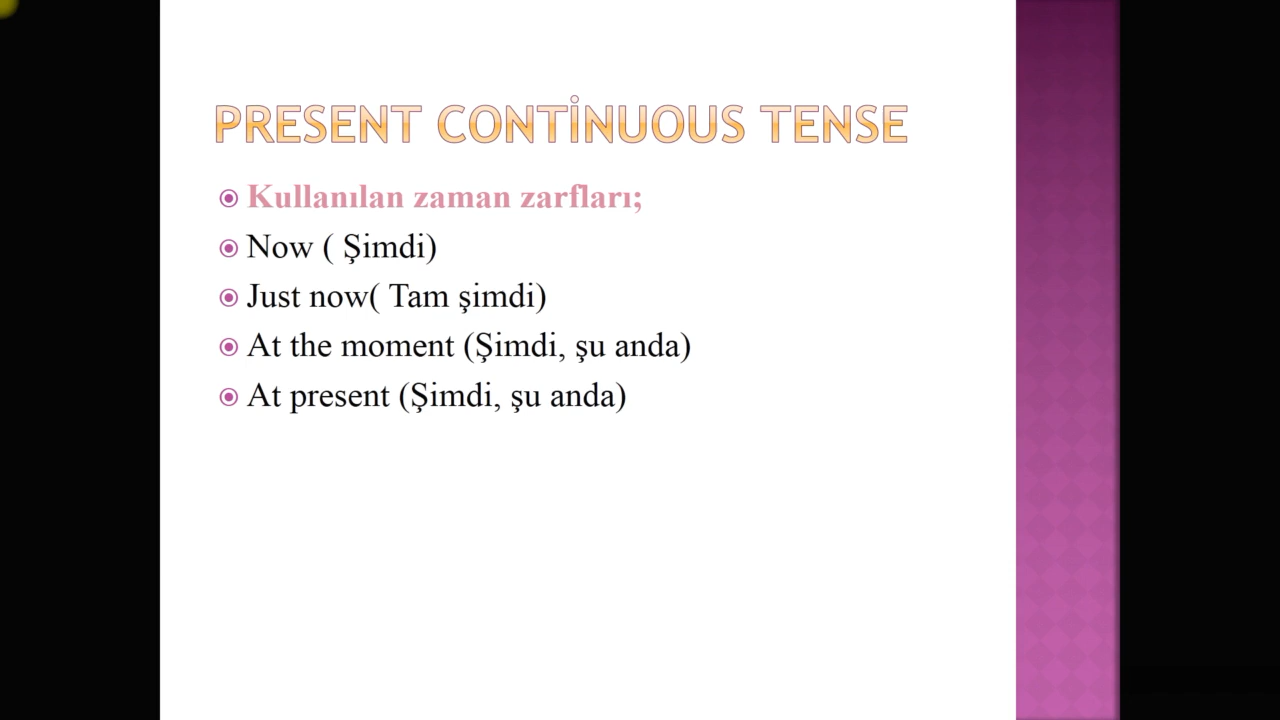 PRESENT CONTİNUOUS TENSE
Kullanılan zaman zarfları;
Now ( Şimdi)
Just now( Tam şimdi)
At the moment (Şimdi, şu anda)
At present (Şimdi, şu anda)